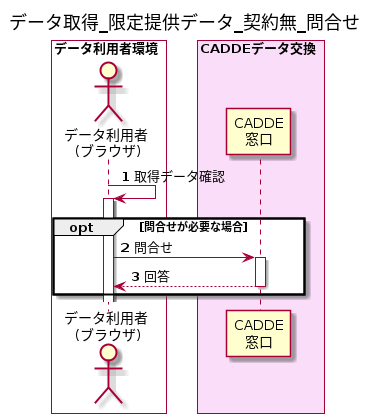 データ取得_限定提供データ_契約無_問合せ
データ利用者環境
CADDEデータ交換
データ利用者
（ブラウザ）
CADDE
窓口
1 取得データ確認
opt
[問合せが必要な場合]
2 問合せ
3 回答
データ利用者
（ブラウザ）
CADDE
窓口